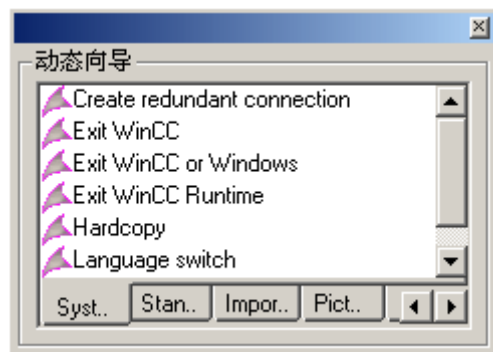 动态向导
Create redundant connection
Exit WinCC
Exit WinCC or Windows
Exit WinCC Runtime
Hardcopy
Language switch
Syst.. Stan.. Impor.. Pict..